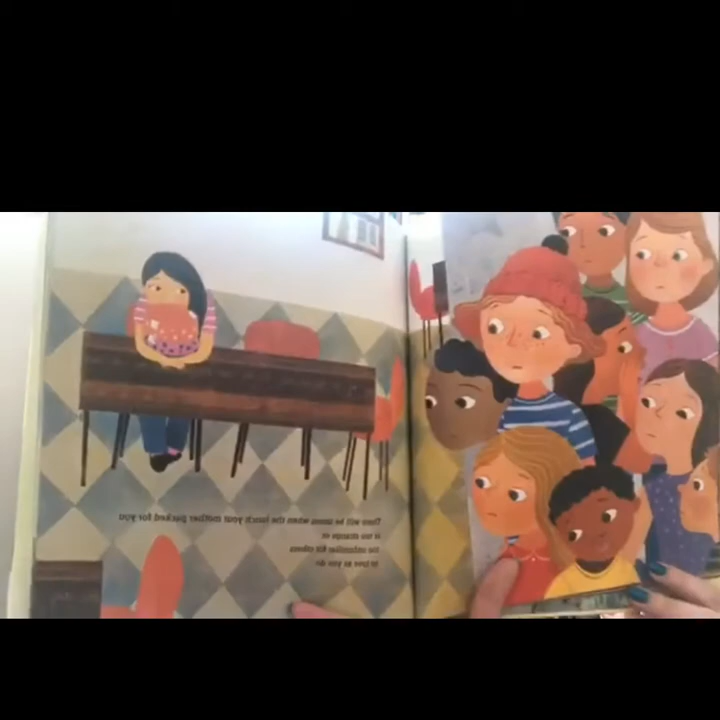 There will be times when the lunch your mother packed for you
is too strange or
too unfamiliar for others
to love as you do.